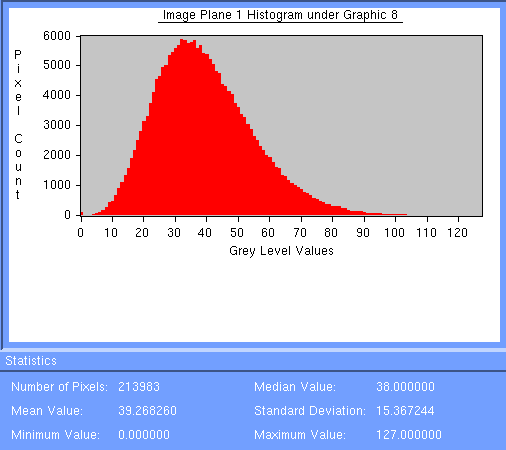 Image Plane 1 Histogram under Graphic 8
6000
5000
4000
3000
2000
1000
0
Pixel Count
0 10 20 30 40 50 60 70 80 90 100 110 120
Grey Level Values
Statistics
Number of Pixels: 213983 Median Value: 38.000000
Mean Value: 39.268260 Standard Deviation: 15.367244
Minimum Value: 0.000000 Maximum Value: 127.000000